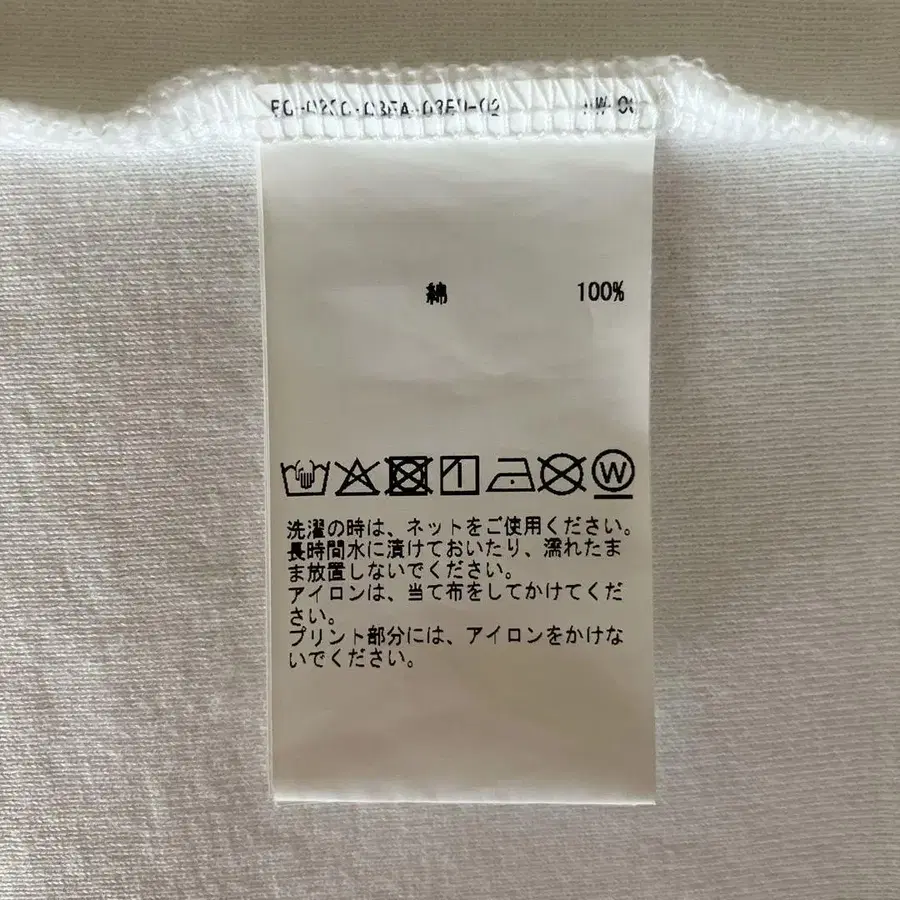 綿 100%
W
洗濯の時は、ネットをご使用ください。
長時間水に漬けておいたり、濡れたまま放置しないでください。
アイロンは、当て布をしてかけてください。
プリント部分には、アイロンをかけないでください。